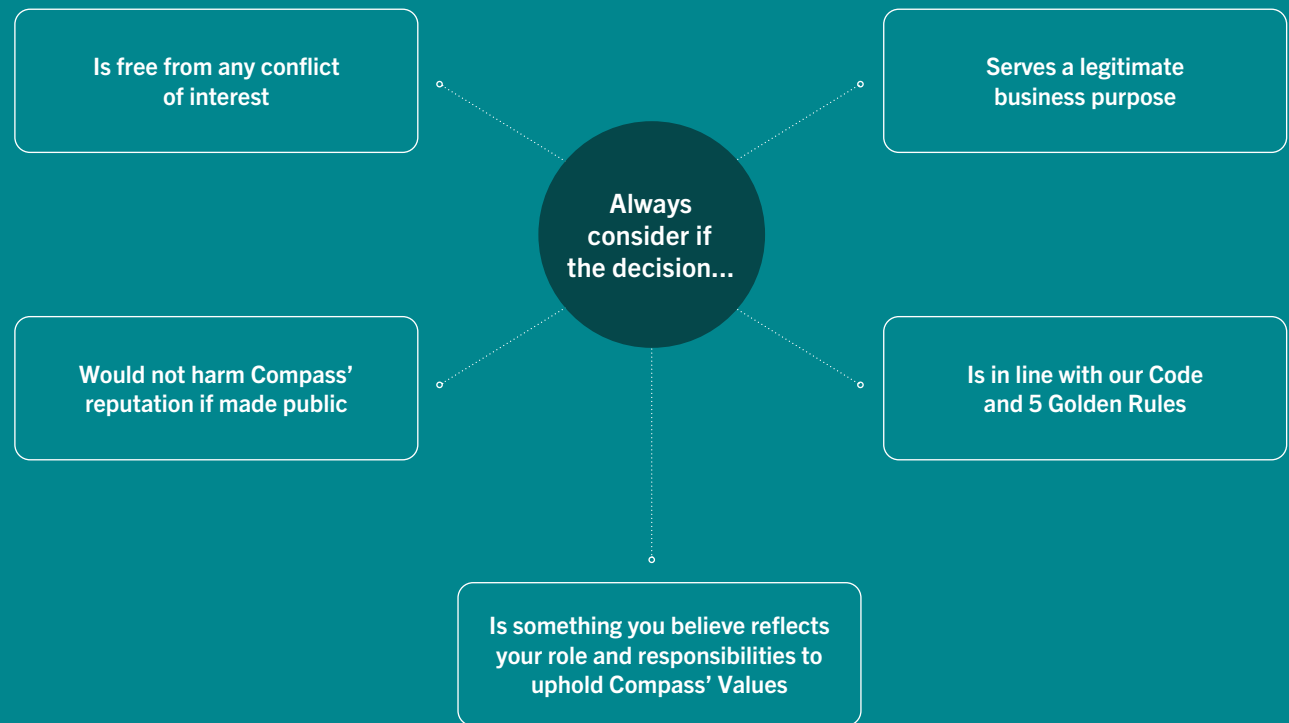 Is free from any conflict
of interest
Serves a legitimate
business purpose
Always
consider if
the decision...
Would not harm Compass’
reputation if made public
Is in line with our Code
and 5 Golden Rules
Is something you believe reflects
your role and responsibilities to
uphold Compass’ Values